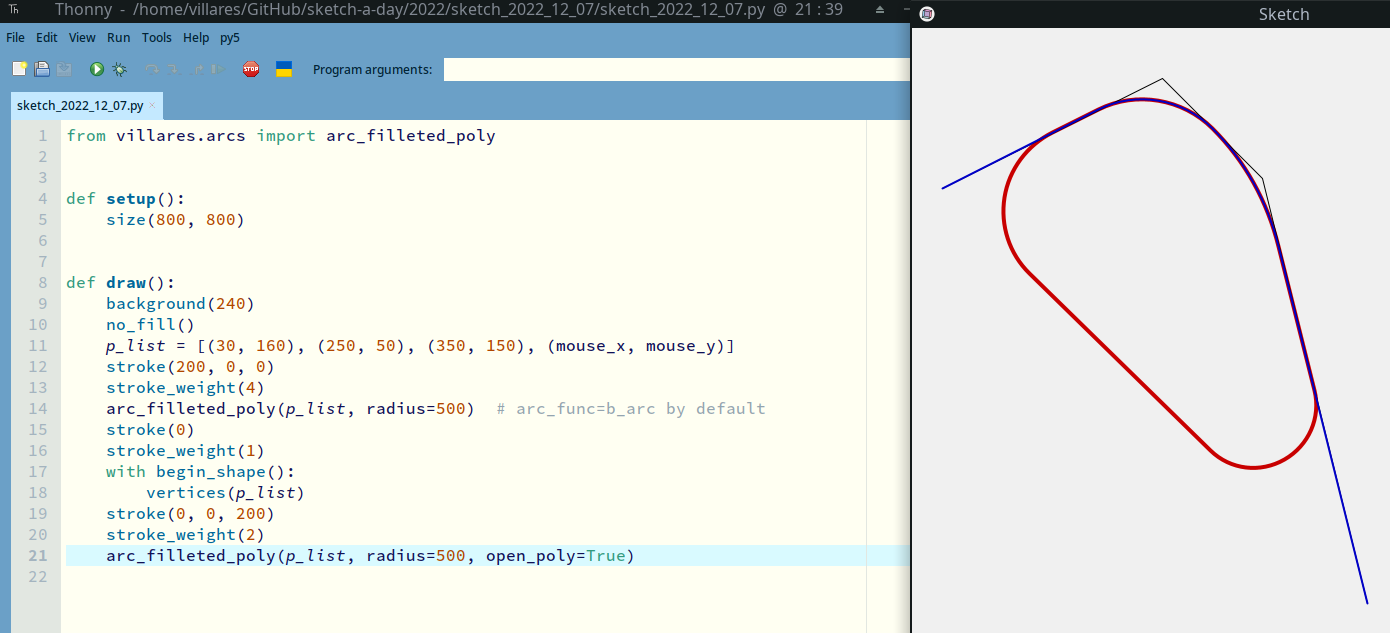 Th Thonny - /home/villares/GitHub/sketch-a-day/2022/sketch_2022_12_07/sketch_2022_12_07.py @ 21 : 39
Sketch
File Edit View Run Tools Help py5
STOP Program arguments:
sketch_2022_12_07.py ×
1 from villares.arcs import arc_filleted_poly
2
3
4 def setup():
5     size(800, 800)
6
7
8 def draw():
9     background(240)
10     no_fill()
11     p_list = [(30, 160), (250, 50), (350, 150), (mouse_x, mouse_y)]
12     stroke(200, 0, 0)
13     stroke_weight(4)
14     arc_filleted_poly(p_list, radius=500)  # arc_func=b_arc by default
15     stroke(0)
16     stroke_weight(1)
17     with begin_shape():
18         vertices(p_list)
19     stroke(0, 0, 200)
20     stroke_weight(2)
21     arc_filleted_poly(p_list, radius=500, open_poly=True)
22